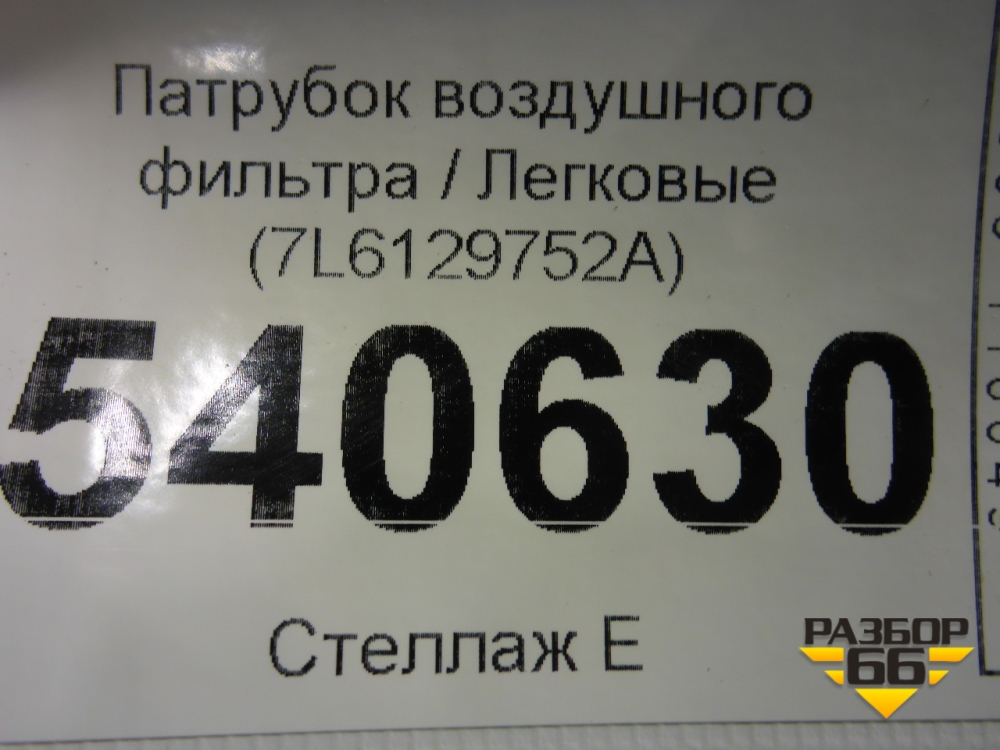 Патрубок воздушного
фильтра / Легковые
(7L6129752A)
540630
Стеллаж Е
РАЗБОР
66